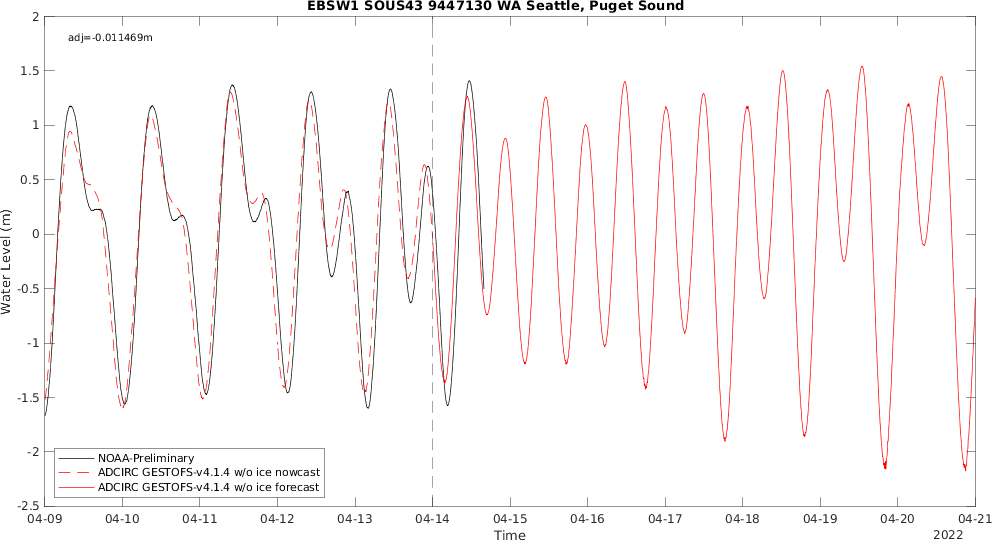 EBSW1 SOUS43 9447130 WA Seattle, Puget Sound
adj=-0.011469m
2
1.5
1
0.5
0
-0.5
-1
-1.5
-2
-2.5
Water Level (m)
NOAA-Preliminary
ADCIRC GESTOFS-v4.1.4 w/o ice nowcast
ADCIRC GESTOFS-v4.1.4 w/o ice forecast
04-09 04-10 04-11 04-12 04-13 04-14 04-15 04-16 04-17 04-18 04-19 04-20 04-21
Time
2022